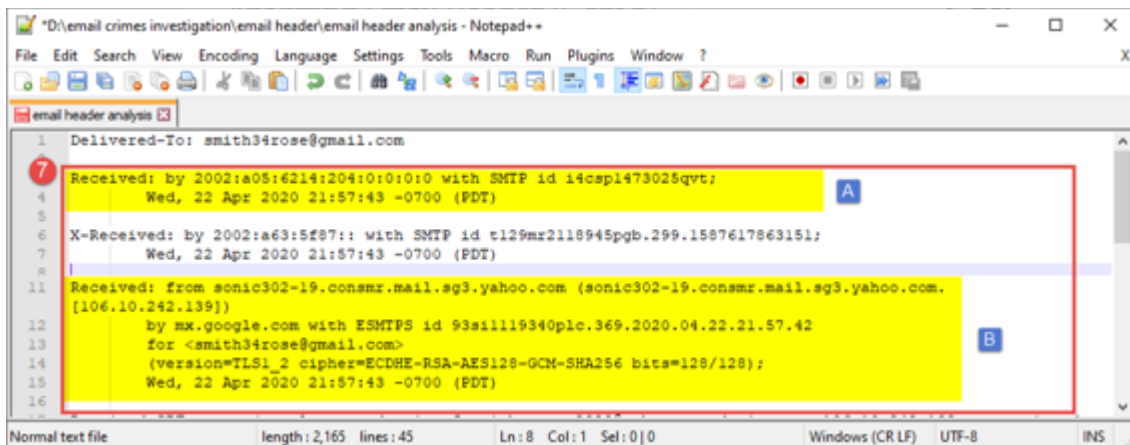 *D:\email crimes investigation\email header\email header analysis - Notepad++
File Edit Search View Encoding Language Settings Tools Macro Run Plugins Window ? X
email header analysis
1 Delivered-To: smith34rose@gmail.com
7
Received: by 2002:a05:6214:204:0:0:0:0 with SMTP id i4csp1473025qvt;
A
4 Wed, 22 Apr 2020 21:57:43 -0700 (PDT)
5
6 X-Received: by 2002:a63:5f87:: with SMTP id t129mr2118945pgb.299.1587617863151;
7 Wed, 22 Apr 2020 21:57:43 -0700 (PDT)
8
11 Received: from sonic302-19.consmr.mail.sg3.yahoo.com (sonic302-19.consmr.mail.sg3.yahoo.com.
[106.10.242.139])
12 by mx.google.com with ESMTPS id 93si1119340plc.369.2020.04.22.21.57.42
13 for <smith34rose@gmail.com>
B
14 (version=TLS1_2 cipher=ECDHE-RSA-AES128-GCM-SHA256 bits=128/128);
15 Wed, 22 Apr 2020 21:57:43 -0700 (PDT)
16
Normal text file length : 2,165 lines : 45 Ln : 8 Col : 1 Sel : 0 | 0 Windows (CR LF) UTF-8 INS